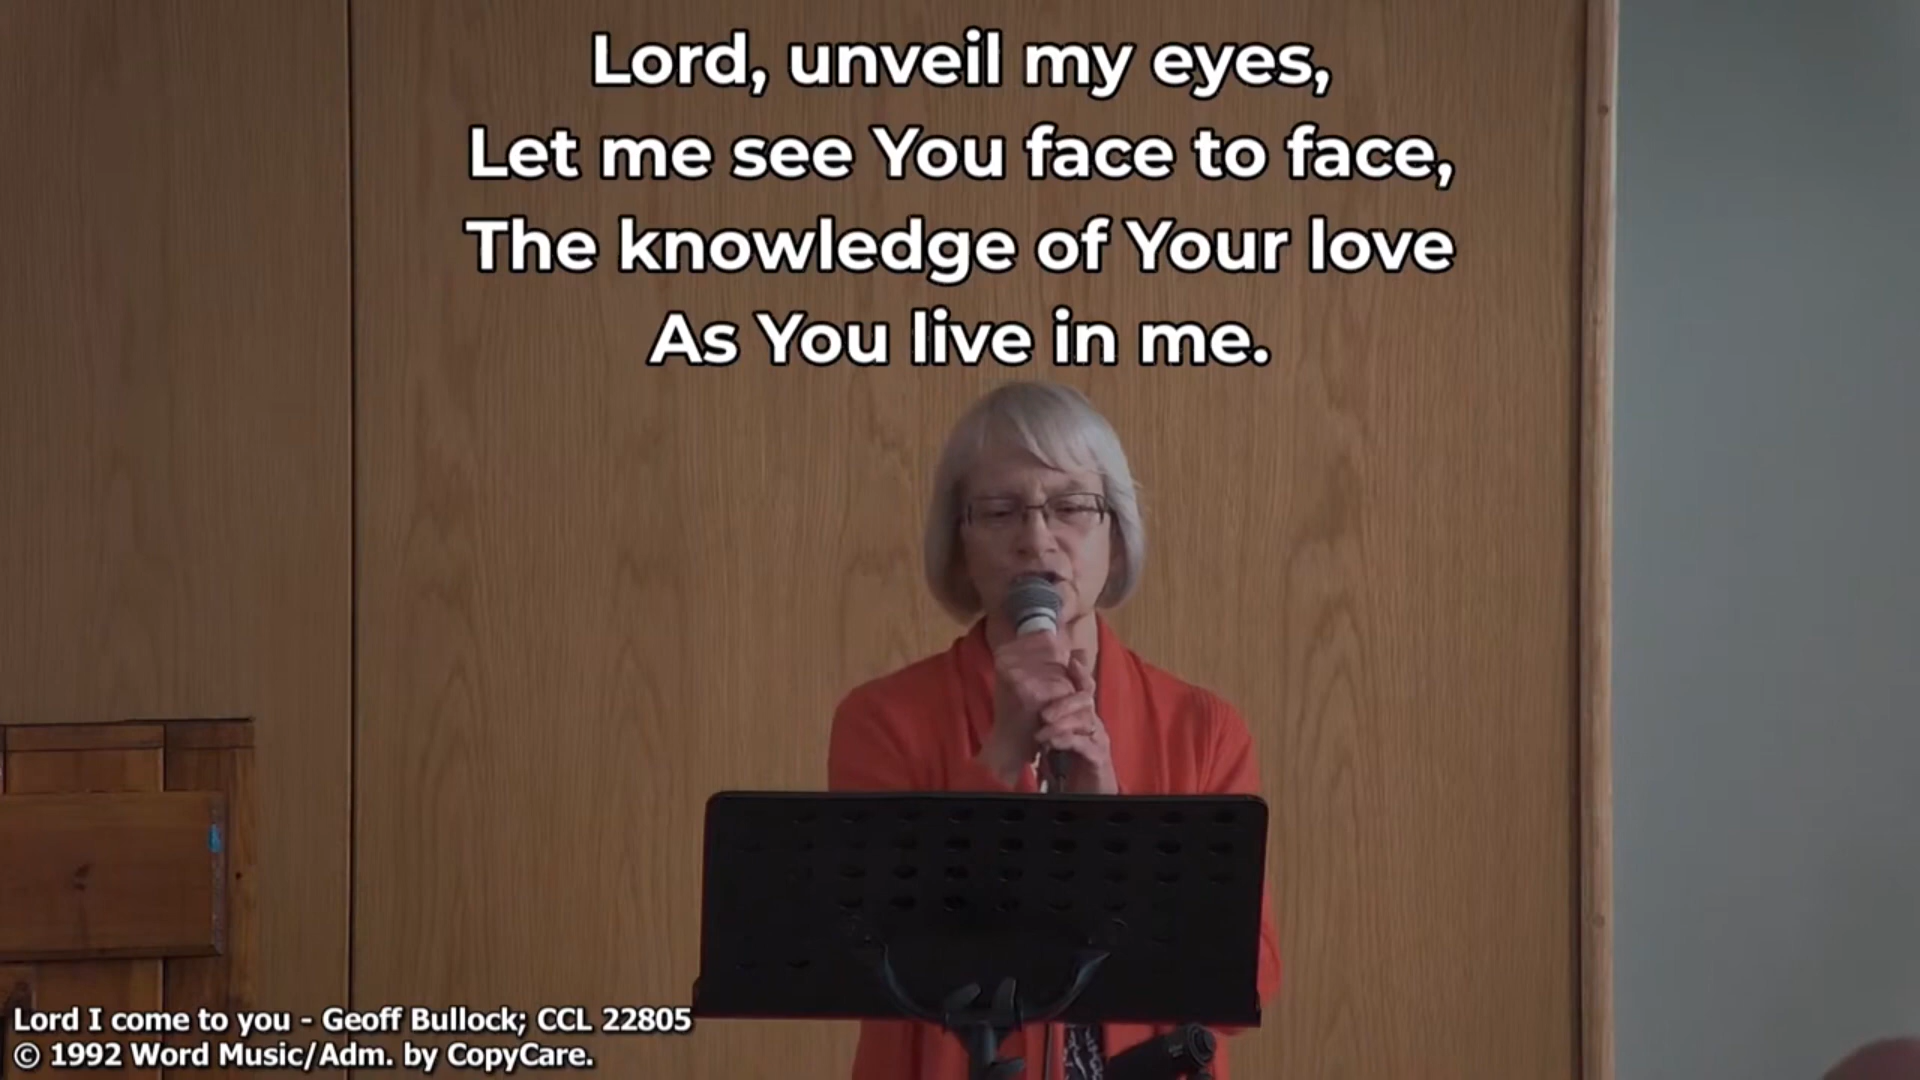 Lord, unveil my eyes,
Let me see You face to face,
The knowledge of Your love
As You live in me.
Lord I come to you - Geoff Bullock; CCL 22805
© 1992 Word Music/Adm. by CopyCare.